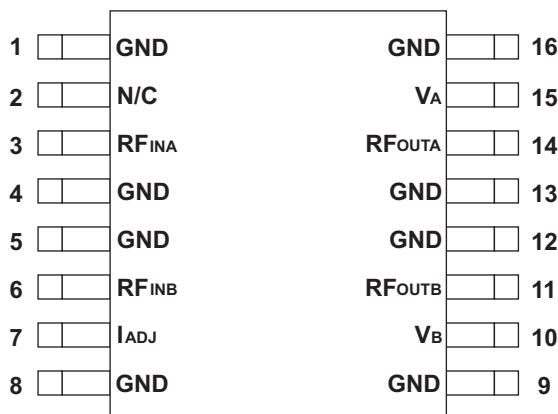 1 GND GND 16
2 N/C VA 15
3 RFINA RFOUTA 14
4 GND GND 13
5 GND GND 12
6 RFINB RFOUTB 11
7 IADJ VB 10
8 GND GND 9